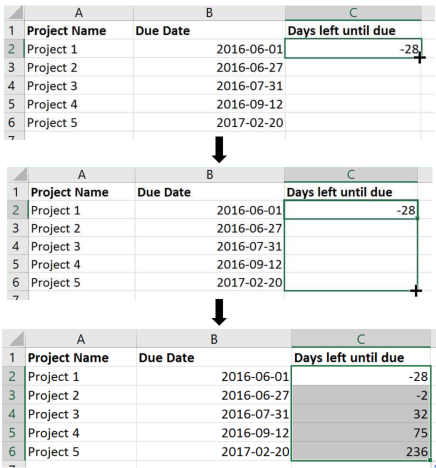 A B C
1 Project Name Due Date Days left until due
2 Project 1 2016-06-01 -28
3 Project 2 2016-06-27
4 Project 3 2016-07-31
5 Project 4 2016-09-12
6 Project 5 2017-02-20
7
A B C
1 Project Name Due Date Days left until due
2 Project 1 2016-06-01 -28
3 Project 2 2016-06-27
4 Project 3 2016-07-31
5 Project 4 2016-09-12
6 Project 5 2017-02-20
7
A B C
1 Project Name Due Date Days left until due
2 Project 1 2016-06-01 -28
3 Project 2 2016-06-27 -2
4 Project 3 2016-07-31 32
5 Project 4 2016-09-12 75
6 Project 5 2017-02-20 236